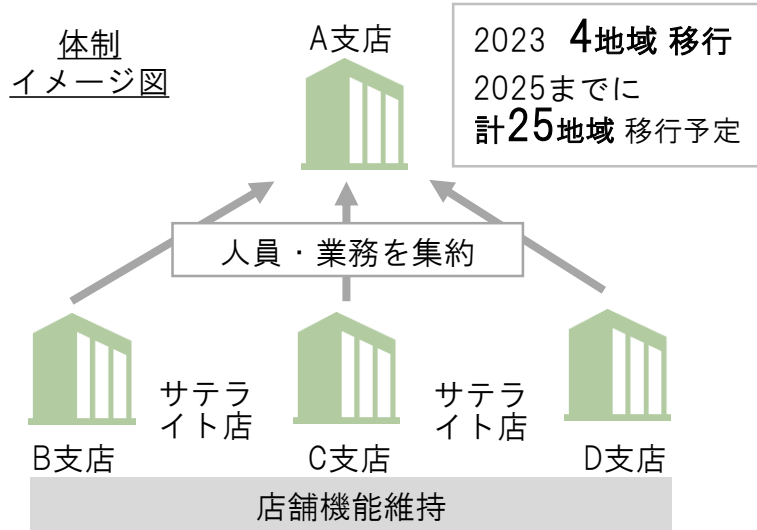 体制
イメージ図
A支店
2023 4地域 移行
2025までに
計25地域 移行予定
人員・業務を集約
サテラ
イト店
サテラ
イト店
B支店
C支店
D支店
店舗機能維持